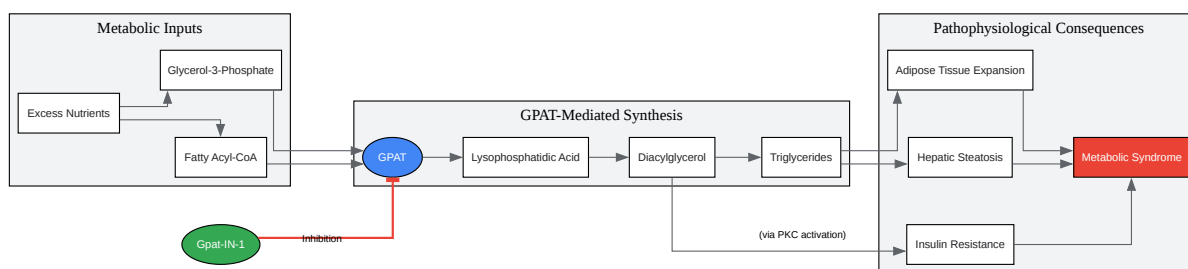 Metabolic Inputs
Glycerol-3-Phosphate
Excess Nutrients
Fatty Acyl-CoA
GPAT-Mediated Synthesis
GPAT
Lysophosphatidic Acid
Diacylglycerol
Triglycerides
Gpat-IN-1
Inhibition
(via PKC activation)
Pathophysiological Consequences
Adipose Tissue Expansion
Hepatic Steatosis
Metabolic Syndrome
Insulin Resistance